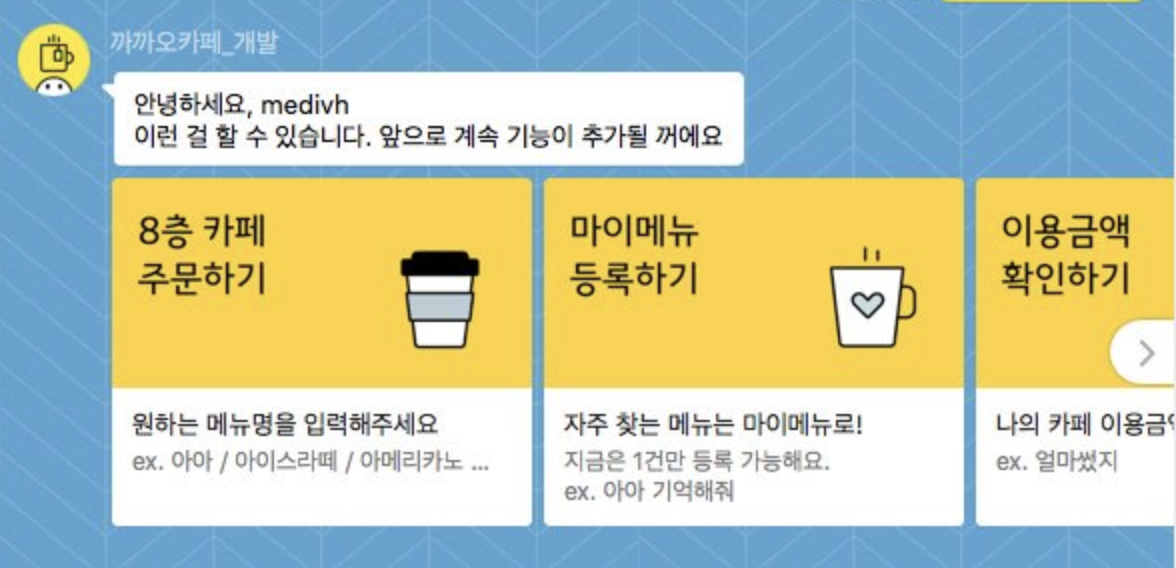 까까오카페_개발
안녕하세요, medivh
이런 걸 할 수 있습니다. 앞으로 계속 기능이 추가될 꺼에요
8층 카페
주문하기
원하는 메뉴명을 입력해주세요
ex. 아아 / 아이스라떼 / 아메리카노 ...
마이메뉴
등록하기
자주 찾는 메뉴는 마이메뉴로!
지금은 1건만 등록 가능해요.
ex. 아아 기억해줘
이용금액
확인하기
나의 카페 이용금
ex. 얼마썼지